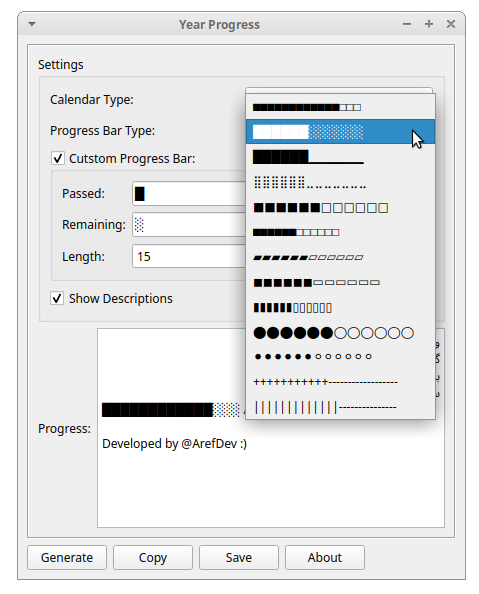 Year Progress
Settings
Calendar Type:
Progress Bar Type:
Cutstom Progress Bar:
Passed: █
Remaining: ░
Length: 15
Show Descriptions
■■■■■■■■■■■■□□□
██████░░░░░░
██████▁▁▁▁▁▁
⣿⣿⣿⣿⣿⣿⣀⣀⣀⣀⣀⣀⣀
■■■■■■□□□□□□
■■■■■■□□□□□□
▰▰▰▰▰▰▱▱▱▱▱▱
◼◼◼◼◼◼▭▭▭▭▭▭
▮▮▮▮▮▮▯▯▯▯▯▯
⬤⬤⬤⬤⬤⬤◯◯◯◯◯◯
⚫⚫⚫⚫⚫⚫⚪⚪⚪⚪⚪⚪
+++++++++++------------------
|||||||||||||---------------
Progress:
████████████░░░
Developed by @ArefDev :)
Generate
Copy
Save
About